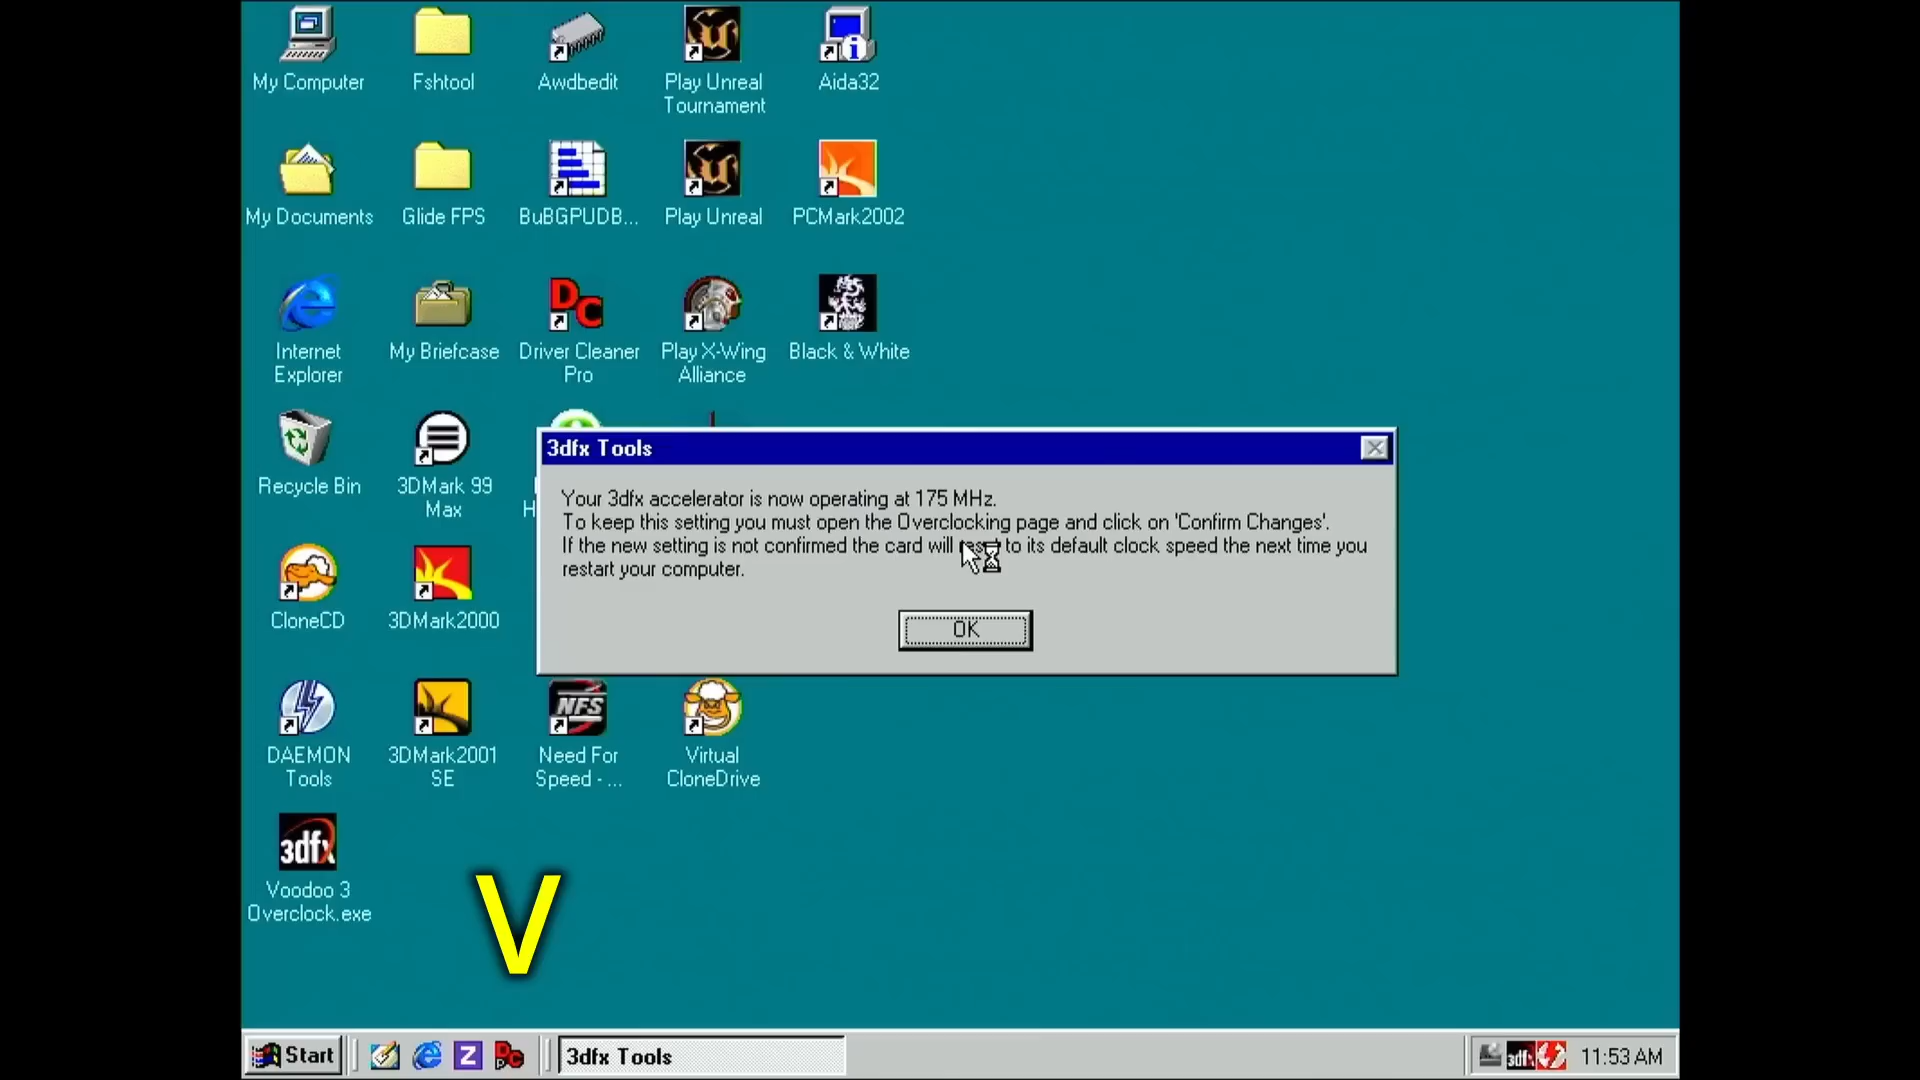 My Computer
Fshtool
Awdbedit
Play Unreal
Tournament
Aida32
My Documents
Glide FPS
BuBGPUDB...
Play Unreal
PCMark2002
Internet
Explorer
My Briefcase
DC
Driver Cleaner
Pro
Play X-Wing
Alliance
Black & White
Recycle Bin
3DMark 99
Max
H
3dfx Tools
Your 3dfx accelerator is now operating at 175 MHz.
To keep this setting you must open the Overclocking page and click on 'Confirm Changes'.
If the new setting is not confirmed the card will reset to its default clock speed the next time you
restart your computer.
OK
CloneCD
3DMark2000
DAEMON
Tools
3DMark2001
SE
NFS
Need For
Speed - ...
Virtual
CloneDrive
3dfx
Voodoo 3
Overclock.exe
V
Start
Z
DC
3dfx Tools
3dfx
11:53 AM